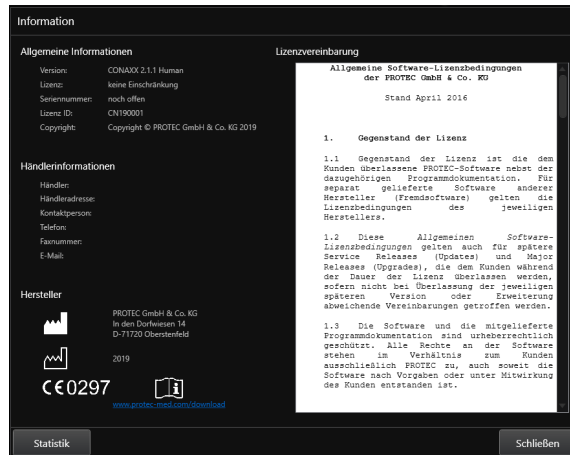 Information
Allgemeine Informationen
Version: CONAXX 2.1.1 Human
Lizenz: keine Einschränkung
Seriennummer: noch offen
Lizenz ID: CN190001
Copyright: Copyright © PROTEC GmbH & Co. KG 2019
Händlerinformationen
Händler:
Händleradresse:
Kontaktperson:
Telefon:
Faxnummer:
E-Mail:
Hersteller
PROTEC GmbH & Co. KG
In den Dorfwiesen 14
D-71720 Oberstenfeld
2019
CE0297
www.protec-med.com/download
Lizenzvereinbarung
Allgemeine Software-Lizenzbedingungen
der PROTEC GmbH & Co. KG
Stand April 2016
1. Gegenstand der Lizenz
1.1 Gegenstand der Lizenz ist die dem
Kunden überlassene PROTEC-Software nebst der
dazugehörigen Programmdokumentation. Für
separat gelieferte Software anderer
Hersteller (Fremdsoftware) gelten die
Lizenzbedingungen des jeweiligen
Herstellers.
1.2 Diese Allgemeinen Software-
Lizenzbedingungen gelten auch für spätere
Service Releases (Updates) und Major
Releases (Upgrades), die dem Kunden während
der Dauer der Lizenz überlassen werden,
sofern nicht bei Überlassung der jeweiligen
späteren Version oder Erweiterung
abweichende Vereinbarungen getroffen werden.
1.3 Die Software und die mitgelieferte
Programmdokumentation sind urheberrechtlich
geschützt. Alle Rechte an der Software
stehen im Verhältnis zum Kunden
ausschließlich PROTEC zu, auch soweit die
Software nach Vorgaben oder unter Mitwirkung
des Kunden entstanden ist.
Statistik
Schließen